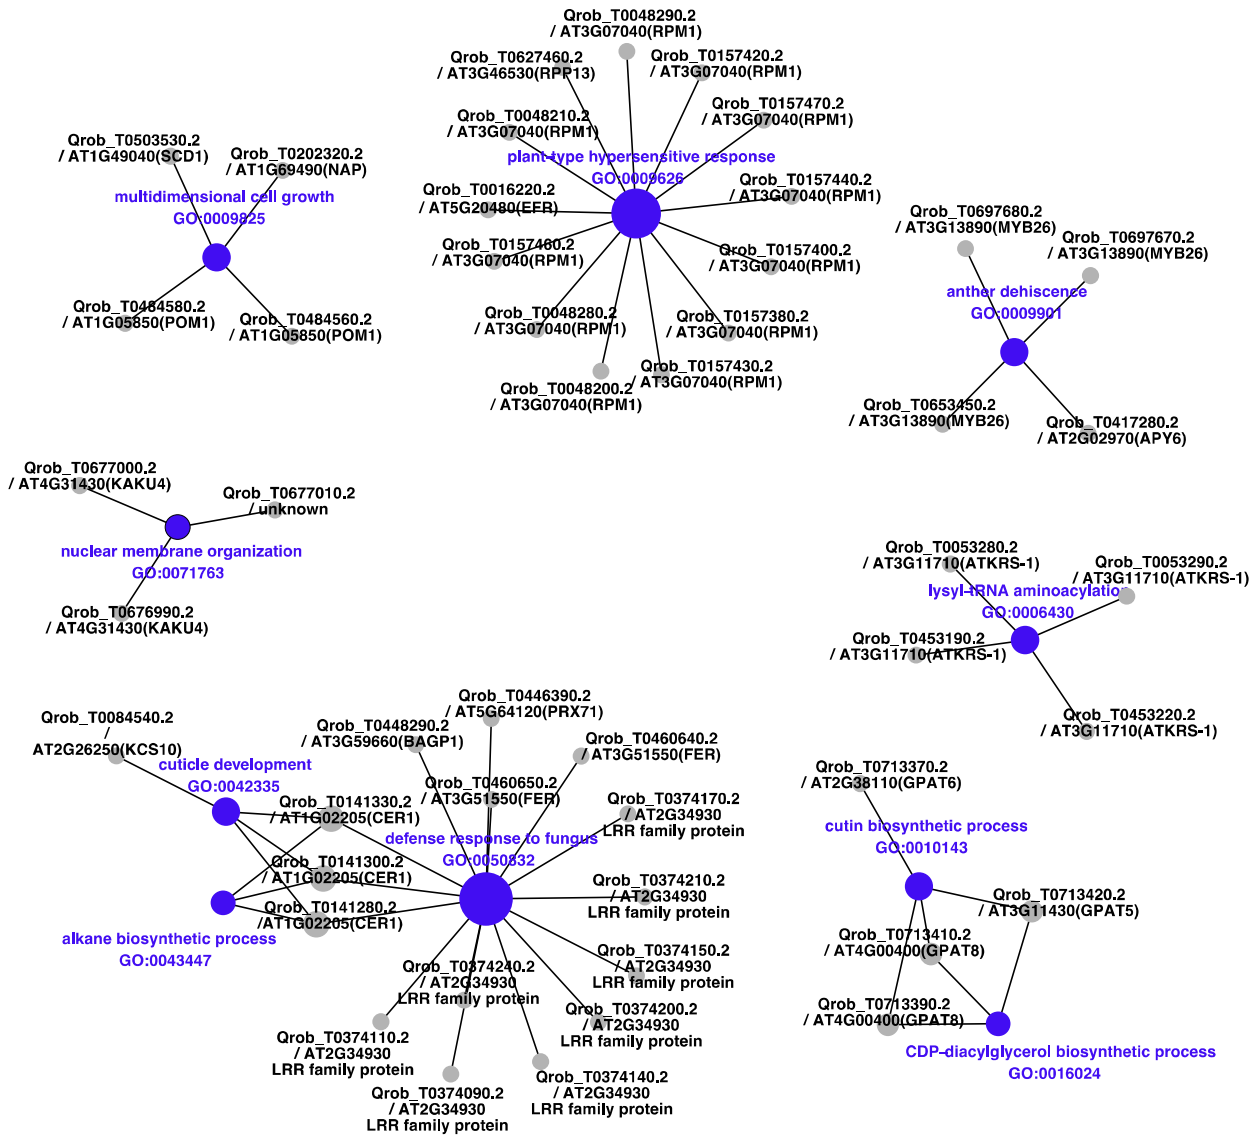 Qrob_T0048290.2
/ AT3G07040(RPM1)
Qrob_T0627460.2
/ AT3G46530(RPP13)
Qrob_T0157420.2
/ AT3G07040(RPM1)
Qrob_T0048210.2
/ AT3G07040(RPM1)
Qrob_T0157470.2
/ AT3G07040(RPM1)
plant-type hypersensitive response
GO:0009626
Qrob_T0016220.2
/ AT5G20480(EFR)
Qrob_T0157440.2
/ AT3G07040(RPM1)
Qrob_T0157460.2
/ AT3G07040(RPM1)
Qrob_T0157400.2
/ AT3G07040(RPM1)
Qrob_T0048280.2
/ AT3G07040(RPM1)
Qrob_T0157380.2
/ AT3G07040(RPM1)
Qrob_T0048200.2
/ AT3G07040(RPM1)
Qrob_T0157430.2
/ AT3G07040(RPM1)
Qrob_T0503530.2
/ AT1G49040(SCD1)
Qrob_T0202320.2
/ AT1G69490(NAP)
multidimensional cell growth
GO:0009825
Qrob_T0484580.2
/ AT1G05850(POM1)
Qrob_T0484560.2
/ AT1G05850(POM1)
Qrob_T0697680.2
/ AT3G13890(MYB26)
Qrob_T0697670.2
/ AT3G13890(MYB26)
anther dehiscence
GO:0009901
Qrob_T0653450.2
/ AT3G13890(MYB26)
Qrob_T0417280.2
/ AT2G02970(APY6)
Qrob_T0677000.2
/ AT4G31430(KAKU4)
Qrob_T0677010.2
/ unknown
nuclear membrane organization
GO:0071763
Qrob_T0676990.2
/ AT4G31430(KAKU4)
Qrob_T0053280.2
/ AT3G11710(ATKRS-1)
Qrob_T0053290.2
/ AT3G11710(ATKRS-1)
lysyl-tRNA aminoacylation
GO:0006430
Qrob_T0453190.2
/ AT3G11710(ATKRS-1)
Qrob_T0453220.2
/ AT3G11710(ATKRS-1)
Qrob_T0084540.2
/
AT2G26250(KCS10)
cuticle development
GO:0042335
Qrob_T0141330.2
/ AT1G02205(CER1)
Qrob_T0141300.2
/ AT1G02205(CER1)
Qrob_T0141280.2
/AT1G02205(CER1)
alkane biosynthetic process
GO:0043447
Qrob_T0446390.2
/ AT5G64120(PRX71)
Qrob_T0448290.2
/ AT3G59660(BAGP1)
Qrob_T0460640.2
/ AT3G51550(FER)
Qrob_T0460650.2
/ AT3G51550(FER)
Qrob_T0374170.2
/ AT2G34930
LRR family protein
defense response to fungus
GO:0050832
Qrob_T0374210.2
/ AT2G34930
LRR family protein
Qrob_T0374150.2
/ AT2G34930
LRR family protein
Qrob_T0374240.2
/ AT2G34930
LRR family protein
Qrob_T0374200.2
/ AT2G34930
LRR family protein
Qrob_T0374110.2
/ AT2G34930
LRR family protein
Qrob_T0374090.2
/ AT2G34930
LRR family protein
Qrob_T0374140.2
/ AT2G34930
LRR family protein
Qrob_T0713370.2
/ AT2G38110(GPAT6)
cutin biosynthetic process
GO:0010143
Qrob_T0713420.2
/ AT3G11430(GPAT5)
Qrob_T0713410.2
/ AT4G00400(GPAT8)
Qrob_T0713390.2
/ AT4G00400(GPAT8)
CDP-diacylglycerol biosynthetic process
GO:0016024